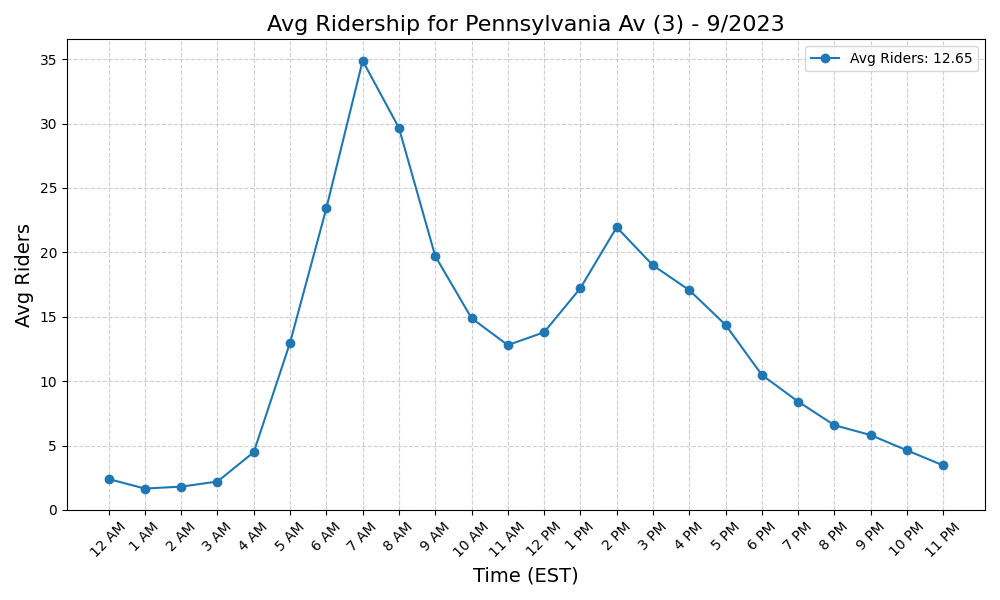 Avg Ridership for Pennsylvania Av (3) - 9/2023
Avg Riders: 12.65
Avg Riders
35
30
25
20
15
10
5
0
12 AM
1 AM
2 AM
3 AM
4 AM
5 AM
6 AM
7 AM
8 AM
9 AM
10 AM
11 AM
12 PM
1 PM
2 PM
3 PM
4 PM
5 PM
6 PM
7 PM
8 PM
9 PM
10 PM
11 PM
Time (EST)